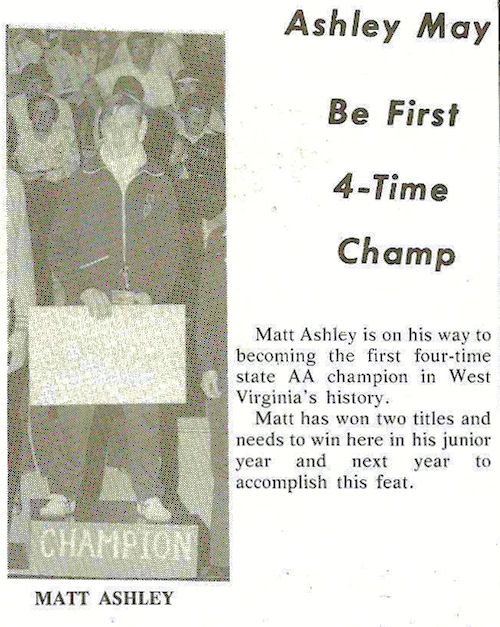 Ashley May
Be First
4-Time
Champ
Matt Ashley is on his way to
becoming the first four-time
state AA champion in West
Virginia's history.
Matt has won two titles and
needs to win here in his junior
year and next year to
accomplish this feat.
CHAMPION
MATT ASHLEY